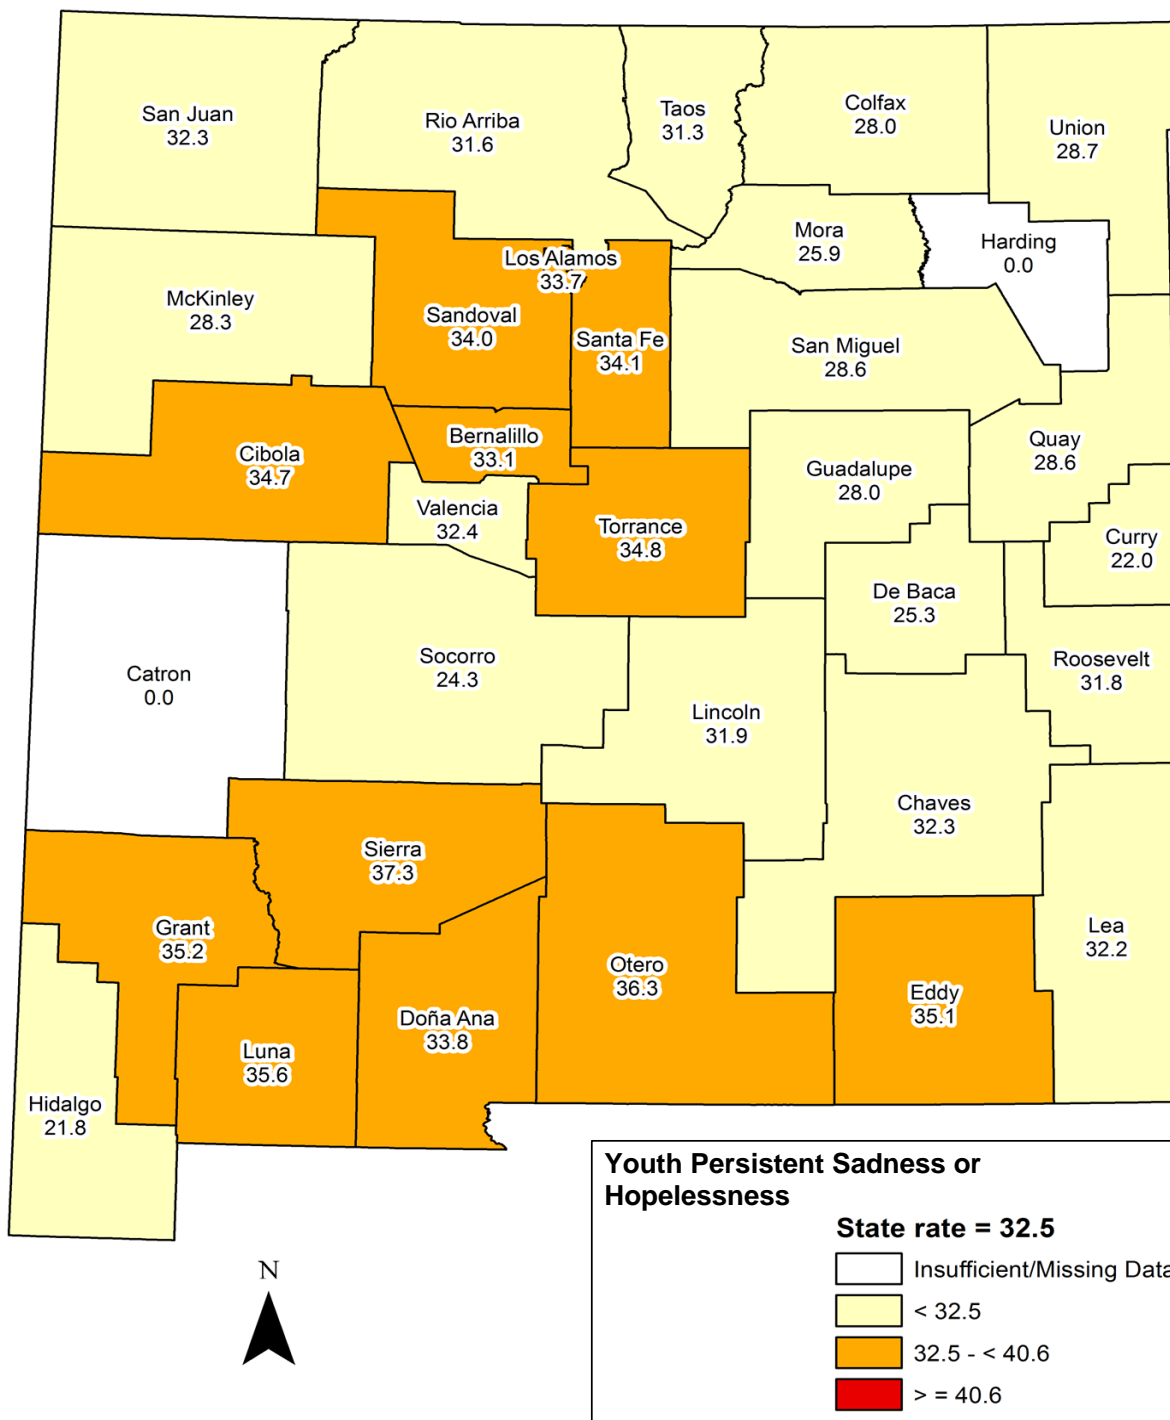 San Juan
32.3
Rio Arriba
31.6
Taos
31.3
Colfax
28.0
Union
28.7
Mora
25.9
Harding
0.0
Los Alamos
33.7
McKinley
28.3
Sandoval
34.0
Santa Fe
34.1
San Miguel
28.6
Cibola
34.7
Bernalillo
33.1
Quay
28.6
Guadalupe
28.0
Valencia
32.4
Torrance
34.8
Curry
22.0
De Baca
25.3
Catron
0.0
Socorro
24.3
Roosevelt
31.8
Lincoln
31.9
Chaves
32.3
Sierra
37.3
Grant
35.2
Lea
32.2
Otero
36.3
Eddy
35.1
Doña Ana
33.8
Luna
35.6
Hidalgo
21.8
Youth Persistent Sadness or
Hopelessness
State rate = 32.5
Insufficient/Missing Data
< 32.5
32.5 - < 40.6
> = 40.6
N